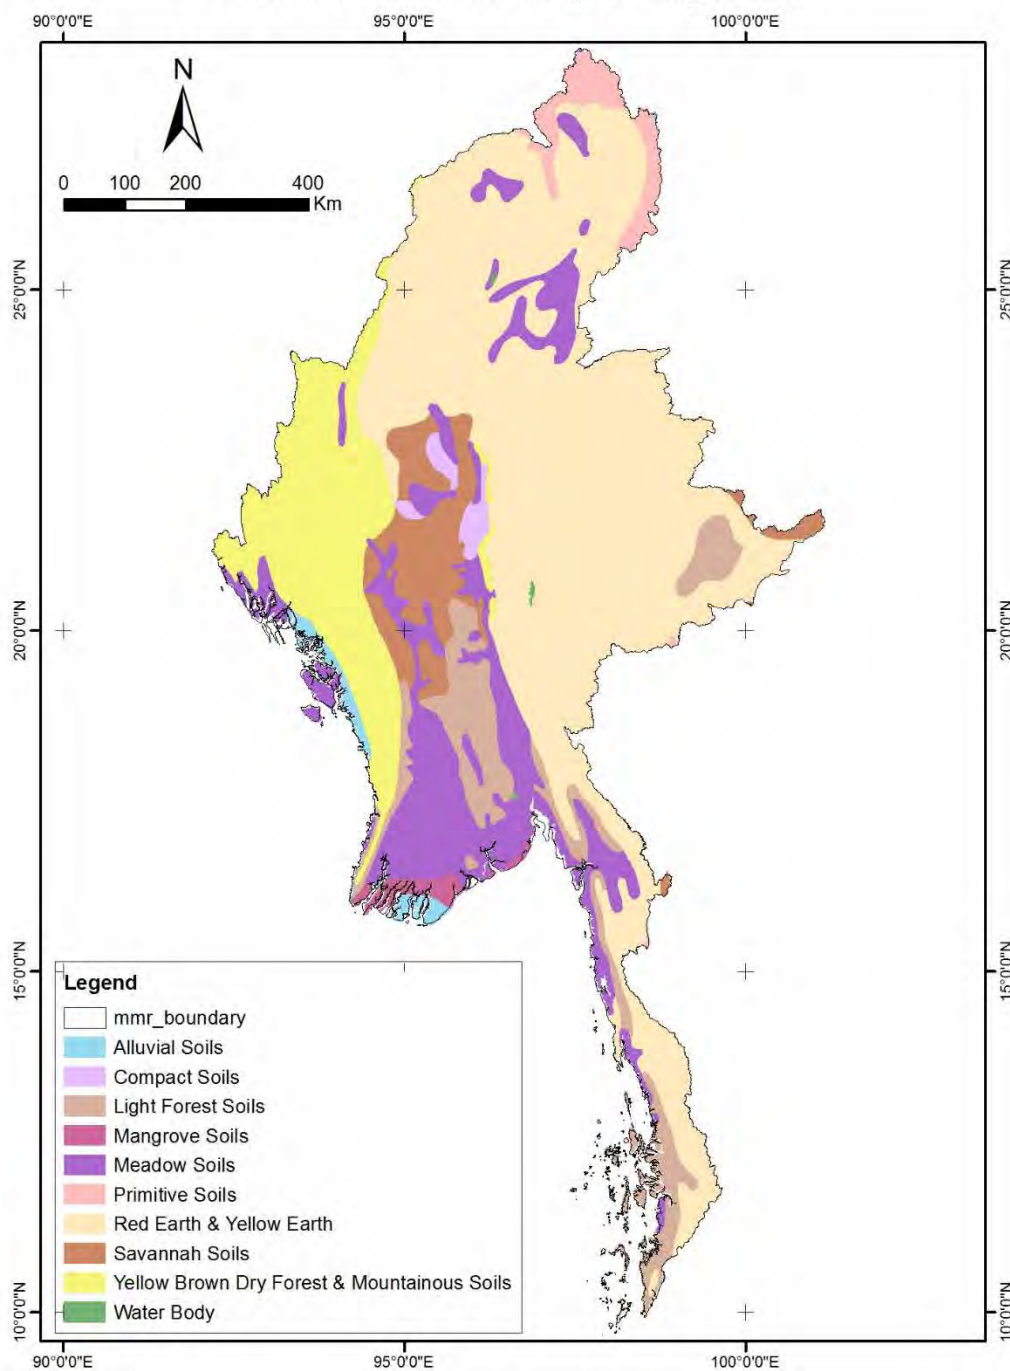 90°0'0"E 95°0'0"E 100°0'0"E
N
0 100 200 400
Km
25°0'0"N 25°0'0"N
20°0'0"N 20°0'0"N
15°0'0"N 15°0'0"N
10°0'0"N 10°0'0"N
Legend
mmr_boundary
Alluvial Soils
Compact Soils
Light Forest Soils
Mangrove Soils
Meadow Soils
Primitive Soils
Red Earth & Yellow Earth
Savannah Soils
Yellow Brown Dry Forest & Mountainous Soils
Water Body
90°0'0"E 95°0'0"E 100°0'0"E